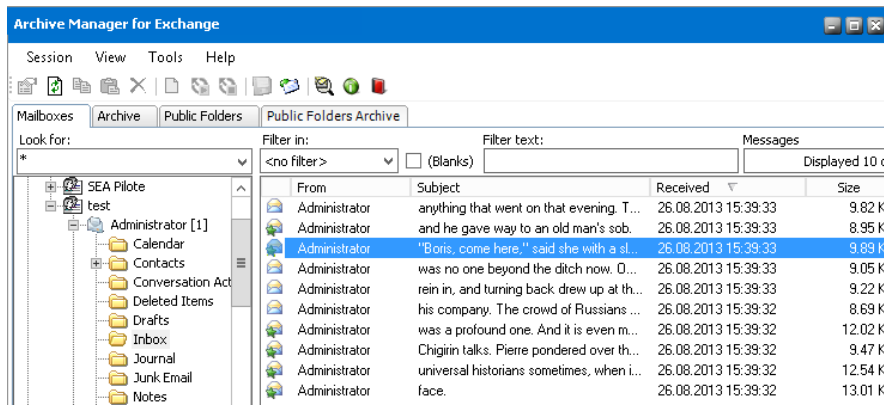 Archive Manager for Exchange
Session View Tools Help
Mailboxes Archive Public Folders Public Folders Archive
Look for: Filter in: Filter text: Messages
* <no filter> (Blanks) Displayed 10
From Subject Received Size
SEA Pilote
test
Administrator [1]
Calendar
Contacts
Conversation Act
Deleted Items
Drafts
Inbox
Journal
Junk Email
Notes
Administrator anything that went on that evening. T... 26.08.2013 15:39:33 9.82 K
Administrator and he gave way to an old man's sob. 26.08.2013 15:39:33 8.95 K
Administrator "Boris, come here," said she with a sl... 26.08.2013 15:39:33 9.89 K
Administrator was no one beyond the ditch now. O... 26.08.2013 15:39:33 9.05 K
Administrator rein in, and turning back drew up at th... 26.08.2013 15:39:33 9.22 K
Administrator his company. The crowd of Russians ... 26.08.2013 15:39:32 8.69 K
Administrator was a profound one. And it is even m... 26.08.2013 15:39:32 12.02 K
Administrator Chigirin talks. Pierre pondered over th... 26.08.2013 15:39:32 9.47 K
Administrator universal historians sometimes, when i... 26.08.2013 15:39:32 12.54 K
Administrator face. 26.08.2013 15:39:32 13.01 K